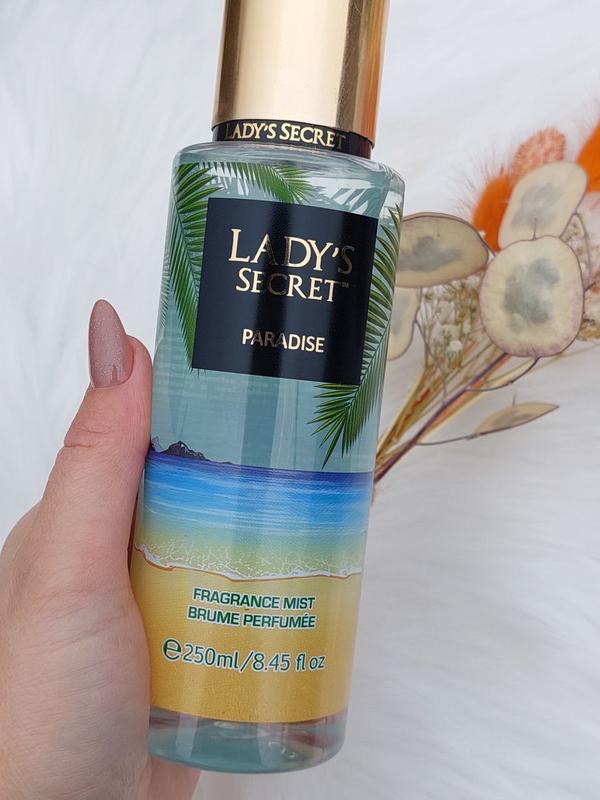 LADY'S SECRET
LADY'S
SECRET™
PARADISE
FRAGRANCE MIST
BRUME PERFUMÉE
℮250ml/8.45 fl oz